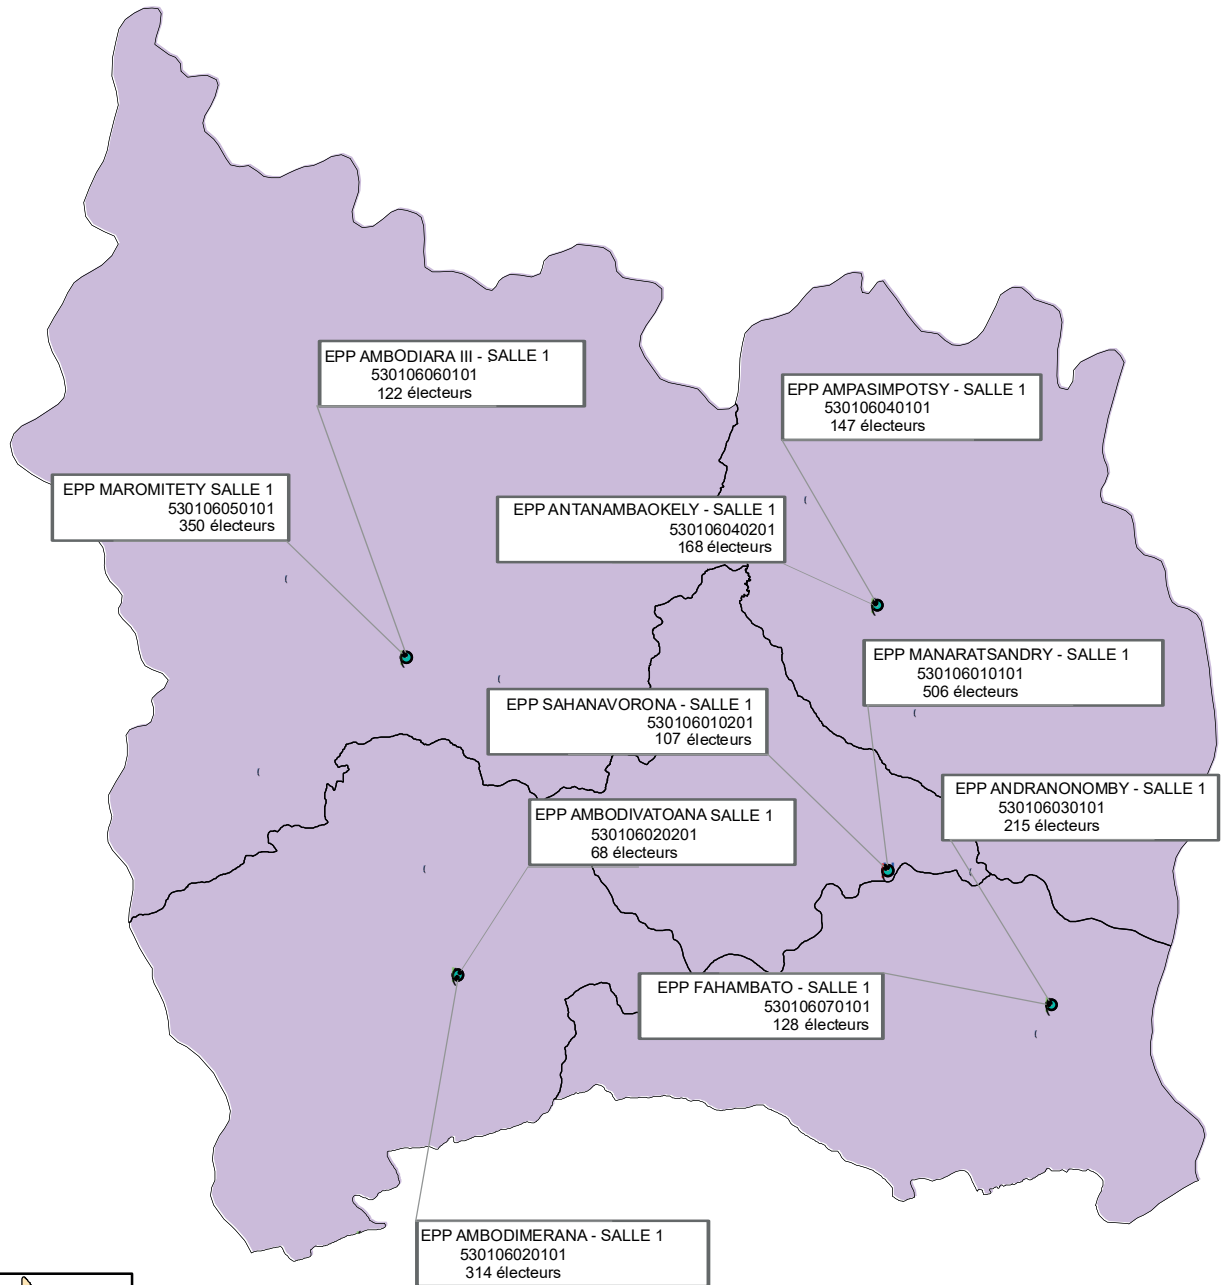 EPP AMBODIARA III - SALLE 1
530106060101
122 électeurs
EPP AMPASIMPOTSY - SALLE 1
530106040101
147 électeurs
EPP MAROMITETY SALLE 1
530106050101
350 électeurs
EPP ANTANAMBAOKELY - SALLE 1
530106040201
168 électeurs
EPP MANARATSANDRY - SALLE 1
530106010101
506 électeurs
EPP SAHANAVORONA - SALLE 1
530106010201
107 électeurs
EPP ANDRANONOMBY - SALLE 1
530106030101
215 électeurs
EPP AMBODIVATOANA SALLE 1
530106020201
68 électeurs
EPP FAHAMBATO - SALLE 1
530106070101
128 électeurs
EPP AMBODIMERANA - SALLE 1
530106020101
314 électeurs